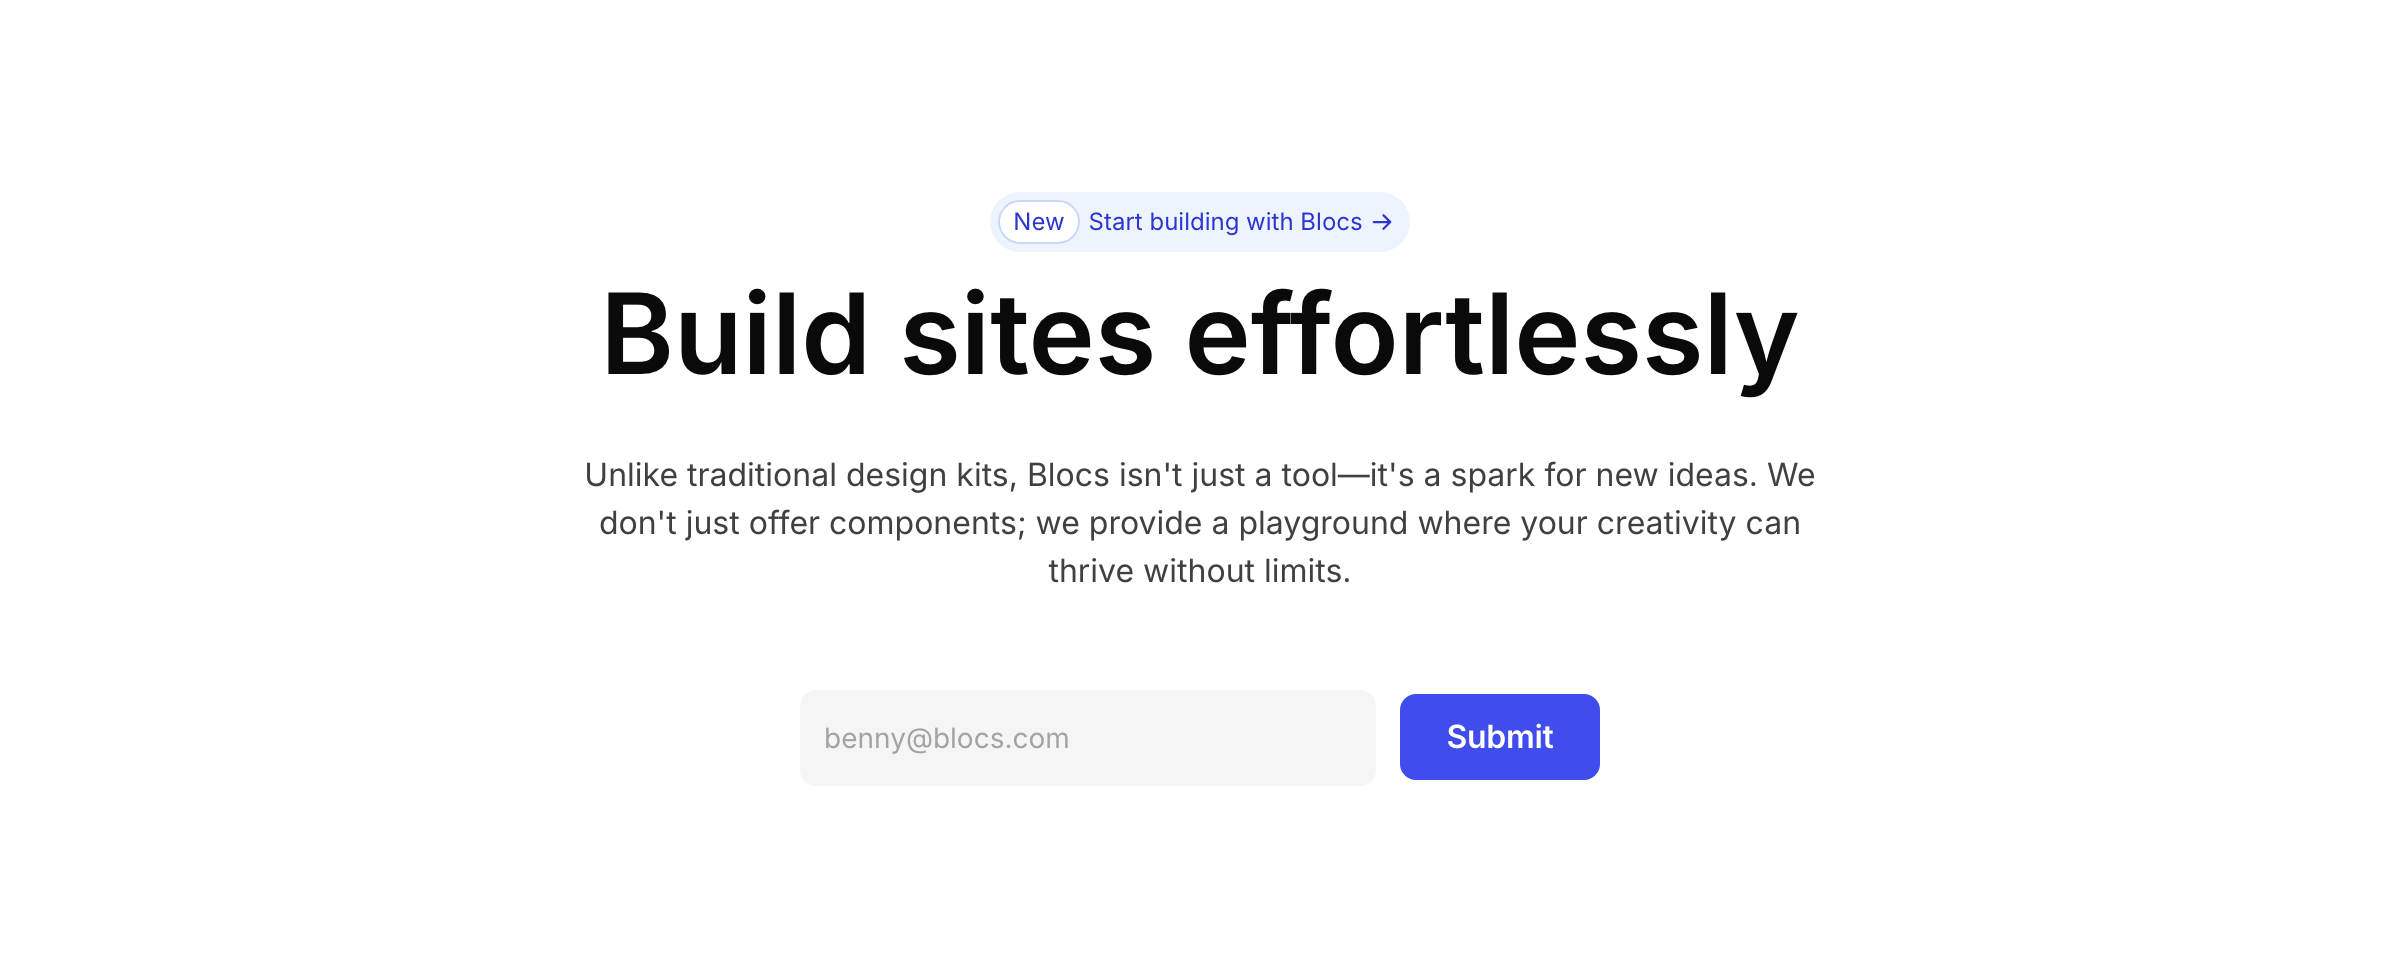 New Start building with Blocs →
Build sites effortlessly
Unlike traditional design kits, Blocs isn't just a tool—it's a spark for new ideas. We
don't just offer components; we provide a playground where your creativity can
thrive without limits.
benny@blocs.com Submit